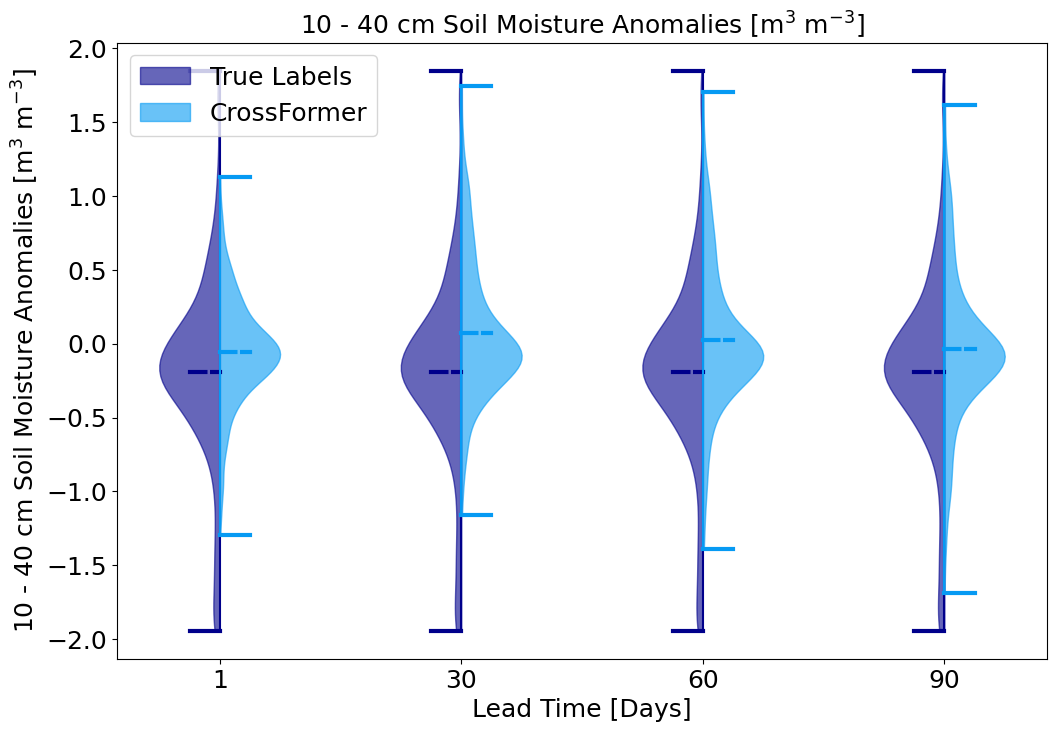 10 - 40 cm Soil Moisture Anomalies [m³ m⁻³]
10 - 40 cm Soil Moisture Anomalies [m³ m⁻³]
2.0
1.5
1.0
0.5
0.0
−0.5
−1.0
−1.5
−2.0
True Labels
CrossFormer
1 30 60 90
Lead Time [Days]